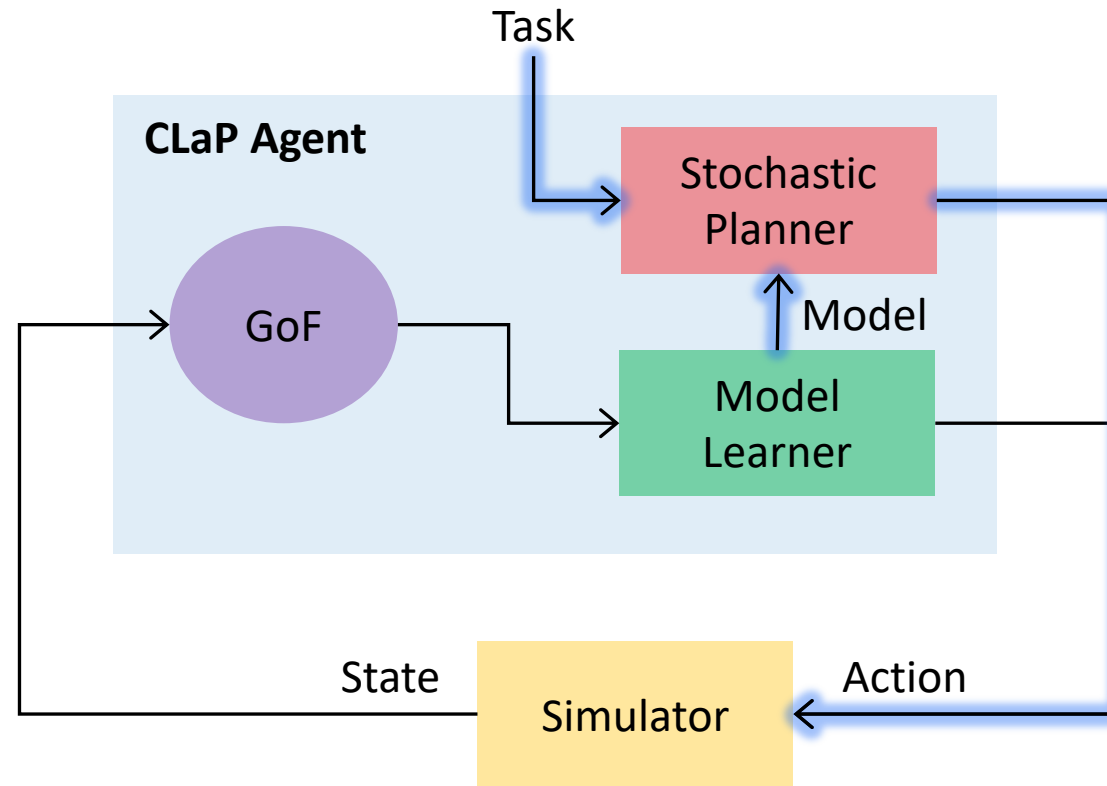 Task
CLaP Agent
Stochastic
Planner
GoF
Model
Model
Learner
State
Simulator
Action